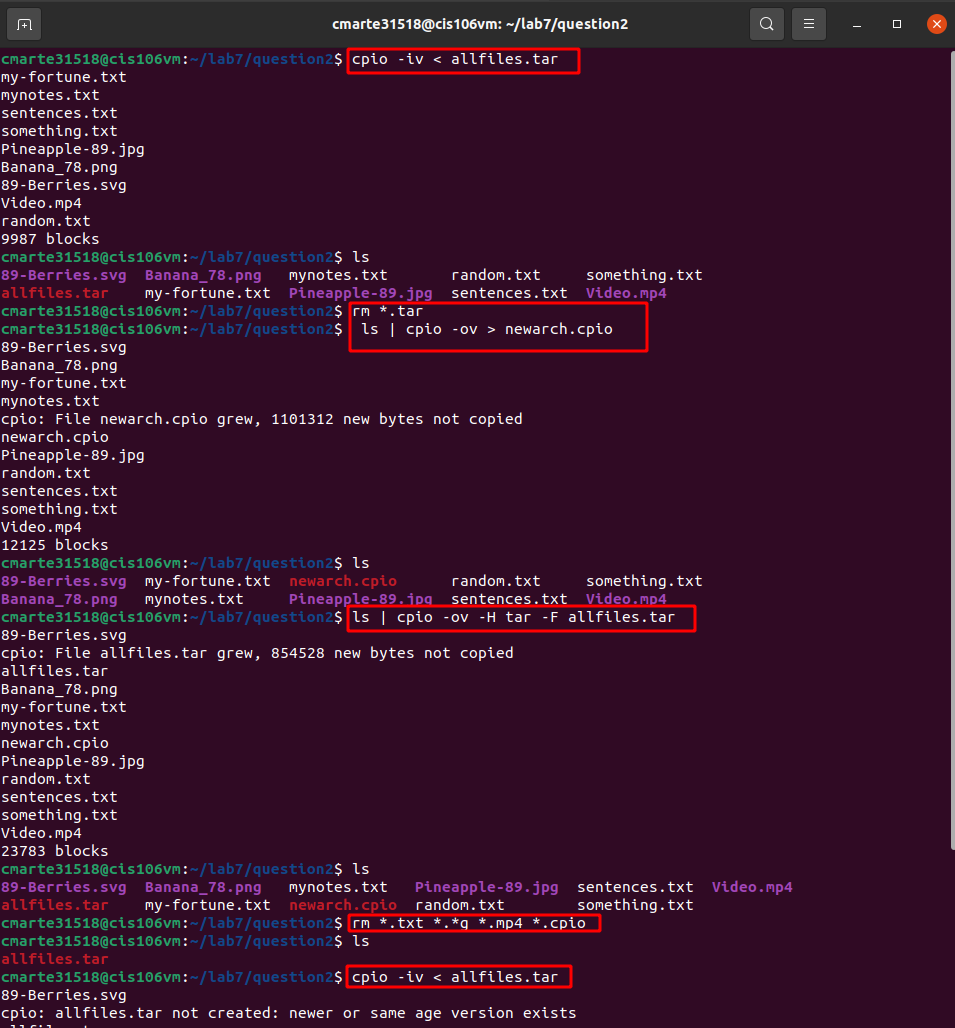 cmarte31518@cis106vm: ~/lab7/question2
cmarte31518@cis106vm:~/lab7/question2$ cpio -iv < allfiles.tar
my-fortune.txt
mynotes.txt
sentences.txt
something.txt
Pineapple-89.jpg
Banana_78.png
89-Berries.svg
Video.mp4
random.txt
9987 blocks
cmarte31518@cis106vm:~/lab7/question2$ ls
89-Berries.svg  Banana_78.png   mynotes.txt       random.txt     something.txt
allfiles.tar    my-fortune.txt  Pineapple-89.jpg  sentences.txt  Video.mp4
cmarte31518@cis106vm:~/lab7/question2$ rm *.tar
cmarte31518@cis106vm:~/lab7/question2$  ls | cpio -ov > newarch.cpio
89-Berries.svg
Banana_78.png
my-fortune.txt
mynotes.txt
cpio: File newarch.cpio grew, 1101312 new bytes not copied
newarch.cpio
Pineapple-89.jpg
random.txt
sentences.txt
something.txt
Video.mp4
12125 blocks
cmarte31518@cis106vm:~/lab7/question2$ ls
89-Berries.svg  my-fortune.txt  newarch.cpio      random.txt     something.txt
Banana_78.png   mynotes.txt     Pineapple-89.jpg  sentences.txt  Video.mp4
cmarte31518@cis106vm:~/lab7/question2$ ls | cpio -ov -H tar -F allfiles.tar
89-Berries.svg
cpio: File allfiles.tar grew, 854528 new bytes not copied
allfiles.tar
Banana_78.png
my-fortune.txt
mynotes.txt
newarch.cpio
Pineapple-89.jpg
random.txt
sentences.txt
something.txt
Video.mp4
23783 blocks
cmarte31518@cis106vm:~/lab7/question2$ ls
89-Berries.svg  Banana_78.png   mynotes.txt   Pineapple-89.jpg  sentences.txt  Video.mp4
allfiles.tar    my-fortune.txt  newarch.cpio  random.txt        something.txt
cmarte31518@cis106vm:~/lab7/question2$ rm *.txt *.*g *.mp4 *.cpio
cmarte31518@cis106vm:~/lab7/question2$ ls
allfiles.tar
cmarte31518@cis106vm:~/lab7/question2$ cpio -iv < allfiles.tar
89-Berries.svg
cpio: allfiles.tar not created: newer or same age version exists